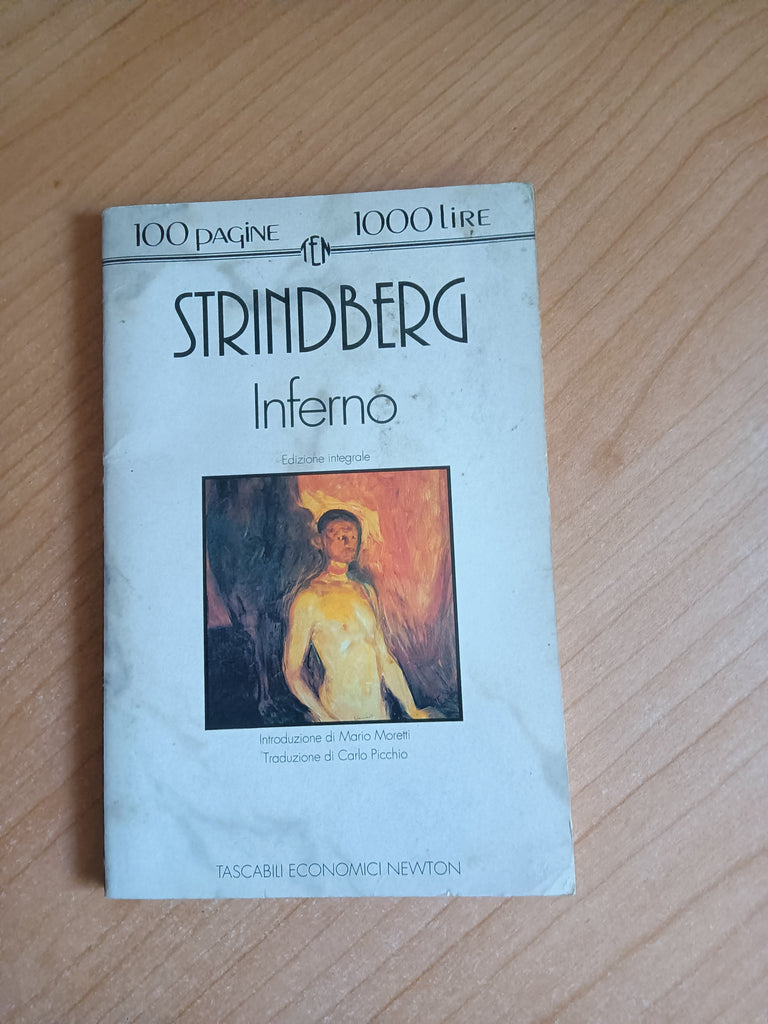 100 PAGINE 1000 LIRE
TEN
STRINDBERG
Inferno
Edizione integrale
Introduzione di Mario Moretti
Traduzione di Carlo Picchio
TASCABILI ECONOMICI NEWTON